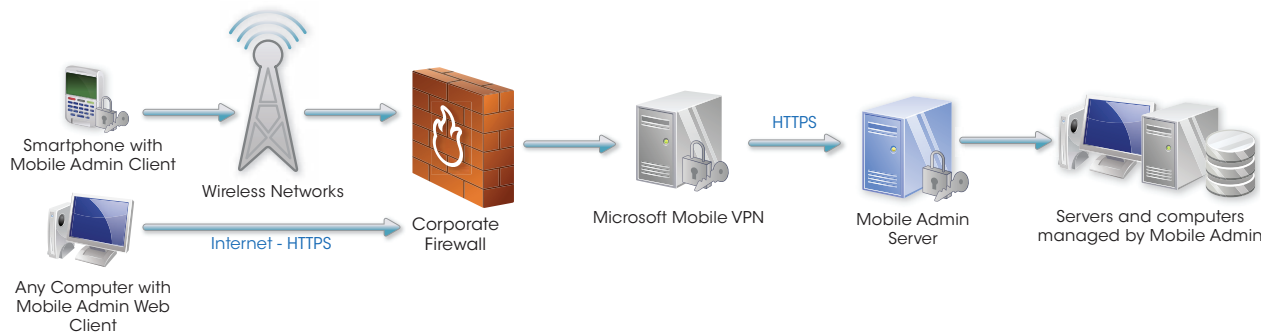 Smartphone with
Mobile Admin Client
Wireless Networks
Internet - HTTPS
Any Computer with
Mobile Admin Web
Client
Corporate
Firewall
Microsoft Mobile VPN
HTTPS
Mobile Admin
Server
Servers and computers
managed by Mobile Admin